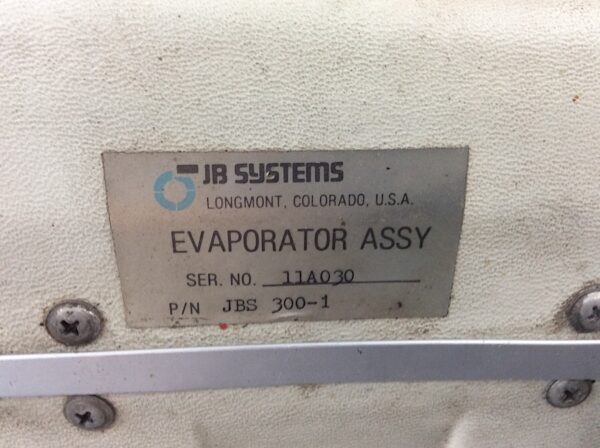 JB SYSTEMS
LONGMONT, COLORADO, U.S.A.
EVAPORATOR ASSY
SER. NO. 11A030
P/N JBS 300-1